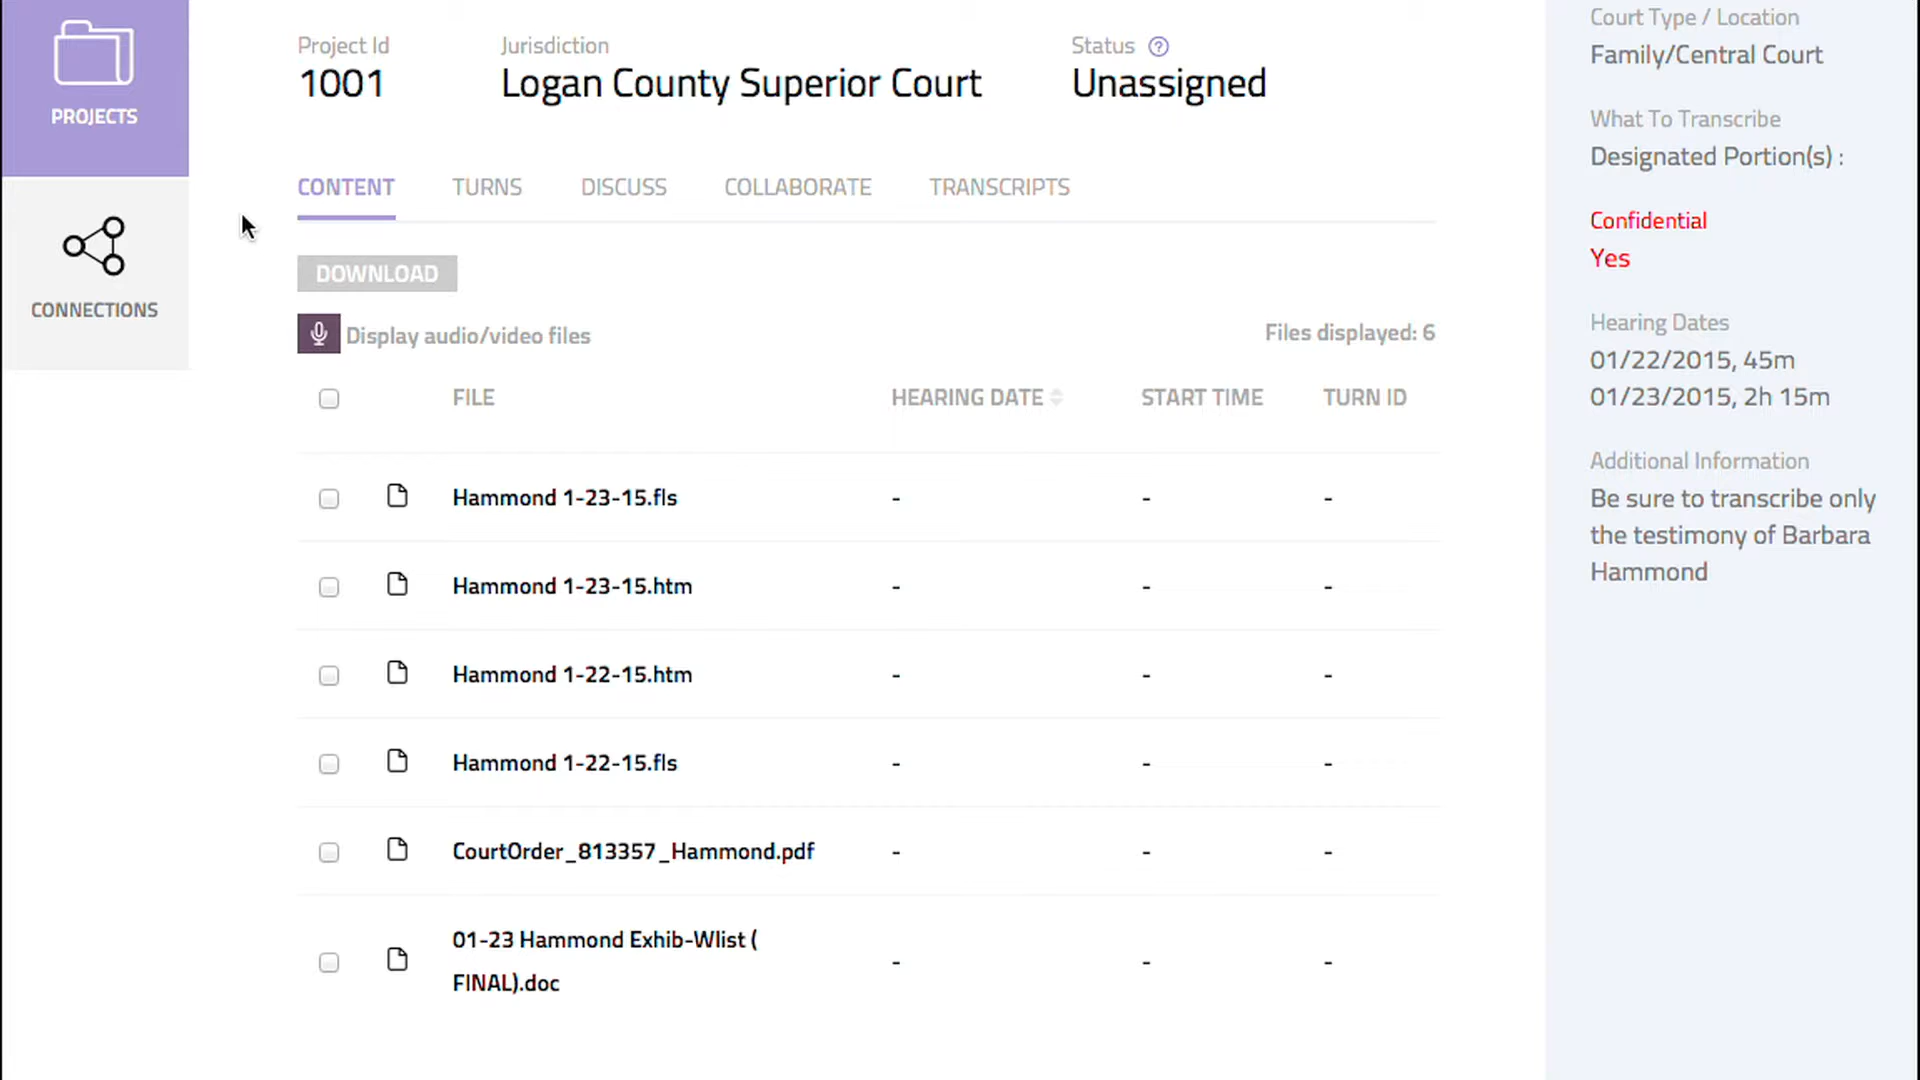 PROJECTS
CONNECTIONS
Project Id
1001
Jurisdiction
Logan County Superior Court
Status ?
Unassigned
CONTENT
TURNS
DISCUSS
COLLABORATE
TRANSCRIPTS
DOWNLOAD
Display audio/video files
Files displayed: 6
FILE HEARING DATE START TIME TURN ID
Hammond 1-23-15.fls - - -
Hammond 1-23-15.htm - - -
Hammond 1-22-15.htm - - -
Hammond 1-22-15.fls - - -
CourtOrder_813357_Hammond.pdf - - -
01-23 Hammond Exhib-Wlist (
FINAL).doc - - -
Court Type / Location
Family/Central Court
What To Transcribe
Designated Portion(s) :
Confidential
Yes
Hearing Dates
01/22/2015, 45m
01/23/2015, 2h 15m
Additional Information
Be sure to transcribe only
the testimony of Barbara
Hammond